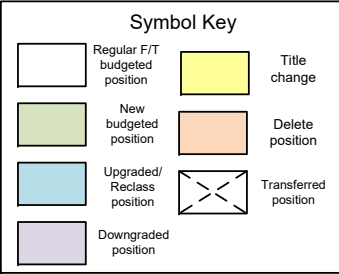 Symbol Key
Regular F/T
budgeted
position
New
budgeted
position
Upgraded/
Reclass
position
Downgraded
position
Title
change
Delete
position
Transferred
position